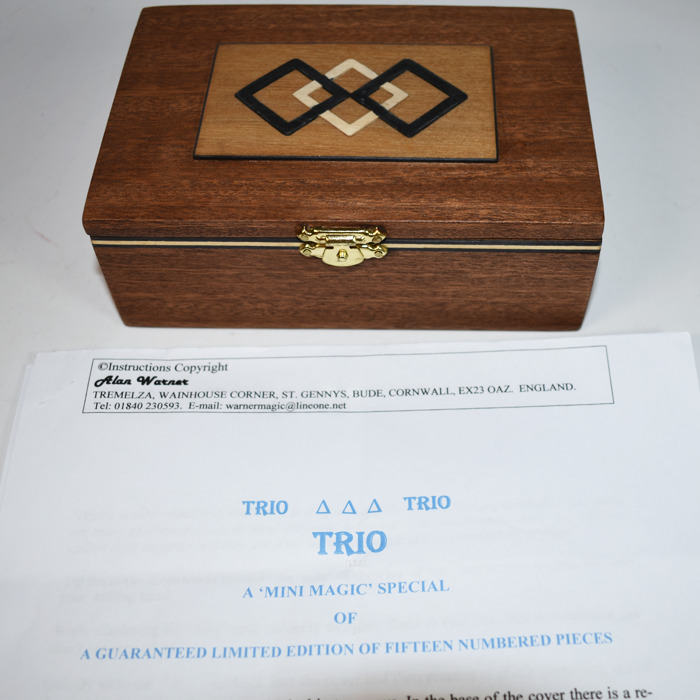 ©Instructions Copyright
Alan Warner
TREMELZA, WAINHOUSE CORNER, ST. GENNYS, BUDE, CORNWALL, EX23 OAZ. ENGLAND.
Tel: 01840 230593. E-mail: warnermagic@lineone.net
TRIO Δ Δ Δ TRIO
TRIO
A ‘MINI MAGIC’ SPECIAL
OF
A GUARANTEED LIMITED EDITION OF FIFTEEN NUMBERED PIECES
In the base of the cover there is a re-